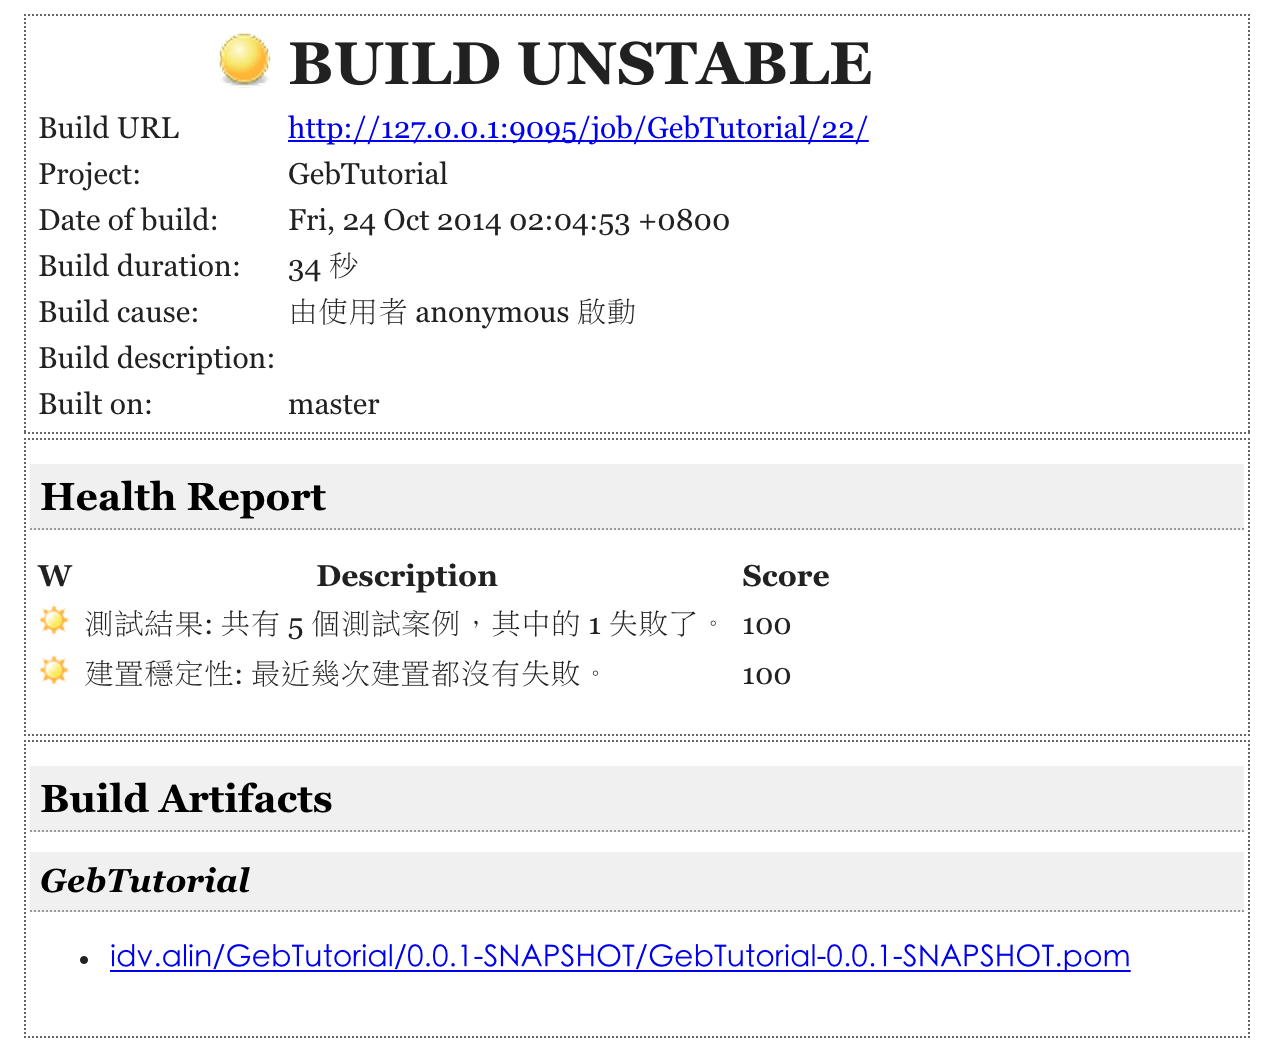 BUILD UNSTABLE
Build URL http://127.0.0.1:9095/job/GebTutorial/22/
Project: GebTutorial
Date of build: Fri, 24 Oct 2014 02:04:53 +0800
Build duration: 34 秒
Build cause: 由使用者 anonymous 啟動
Build description:
Built on: master
Health Report
W Description Score
測試結果: 共有 5 個測試案例，其中的 1 失敗了。 100
建置穩定性: 最近幾次建置都沒有失敗。 100
Build Artifacts
GebTutorial
• idv.alin/GebTutorial/0.0.1-SNAPSHOT/GebTutorial-0.0.1-SNAPSHOT.pom